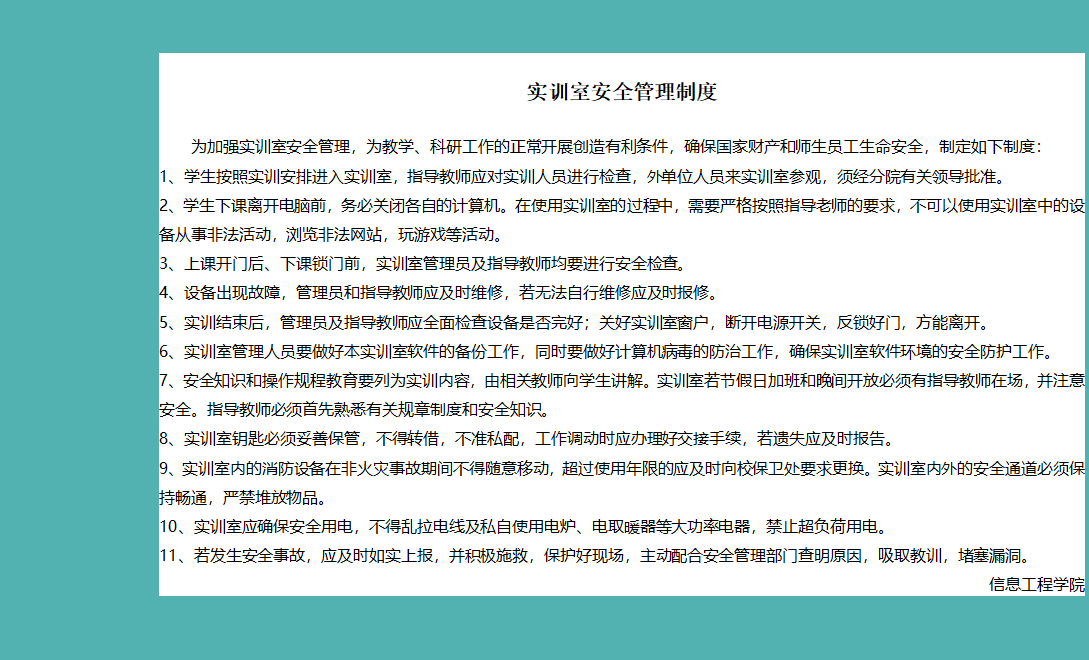 实训室安全管理制度
为加强实训室安全管理，为教学、科研工作的正常开展创造有利条件，确保国家财产和师生员工生命安全，制定如下制度：
1、学生按照实训安排进入实训室，指导教师应对实训人员进行检查，外单位人员来实训室参观，须经分院有关领导批准。
2、学生下课离开电脑前，务必关闭各自的计算机。在使用实训室的过程中，需要严格按照指导老师的要求，不可以使用实训室中的设
备从事非法活动，浏览非法网站，玩游戏等活动。
3、上课开门后、下课锁门前，实训室管理员及指导教师均要进行安全检查。
4、设备出现故障，管理员和指导教师应及时维修，若无法自行维修应及时报修。
5、实训结束后，管理员及指导教师应全面检查设备是否完好；关好实训室窗户，断开电源开关，反锁好门，方能离开。
6、实训室管理人员要做好本实训室软件的备份工作，同时要做好计算机病毒的防治工作，确保实训室软件环境的安全防护工作。
7、安全知识和操作规程教育要列为实训内容，由相关教师向学生讲解。实训室若节假日加班和晚间开放必须有指导教师在场，并注意
安全。指导教师必须首先熟悉有关规章制度和安全知识。
8、实训室钥匙必须妥善保管，不得转借，不准私配，工作调动时应办理好交接手续，若遗失应及时报告。
9、实训室内的消防设备在非火灾事故期间不得随意移动，超过使用年限的应及时向校保卫处要求更换。实训室内外的安全通道必须保
持畅通，严禁堆放物品。
10、实训室应确保安全用电，不得乱拉电线及私自使用电炉、电取暖器等大功率电器，禁止超负荷用电。
11、若发生安全事故，应及时如实上报，并积极施救，保护好现场，主动配合安全管理部门查明原因，吸取教训，堵塞漏洞。
信息工程学院